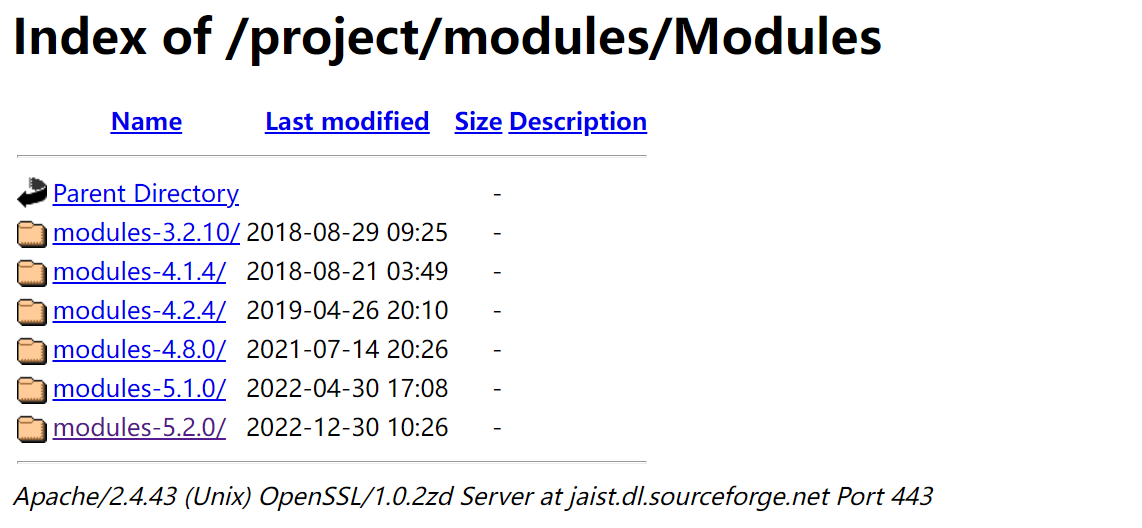 Index of /project/modules/Modules
Name Last modified Size Description
Parent Directory -
modules-3.2.10/ 2018-08-29 09:25 -
modules-4.1.4/ 2018-08-21 03:49 -
modules-4.2.4/ 2019-04-26 20:10 -
modules-4.8.0/ 2021-07-14 20:26 -
modules-5.1.0/ 2022-04-30 17:08 -
modules-5.2.0/ 2022-12-30 10:26 -
Apache/2.4.43 (Unix) OpenSSL/1.0.2zd Server at jaist.dl.sourceforge.net Port 443